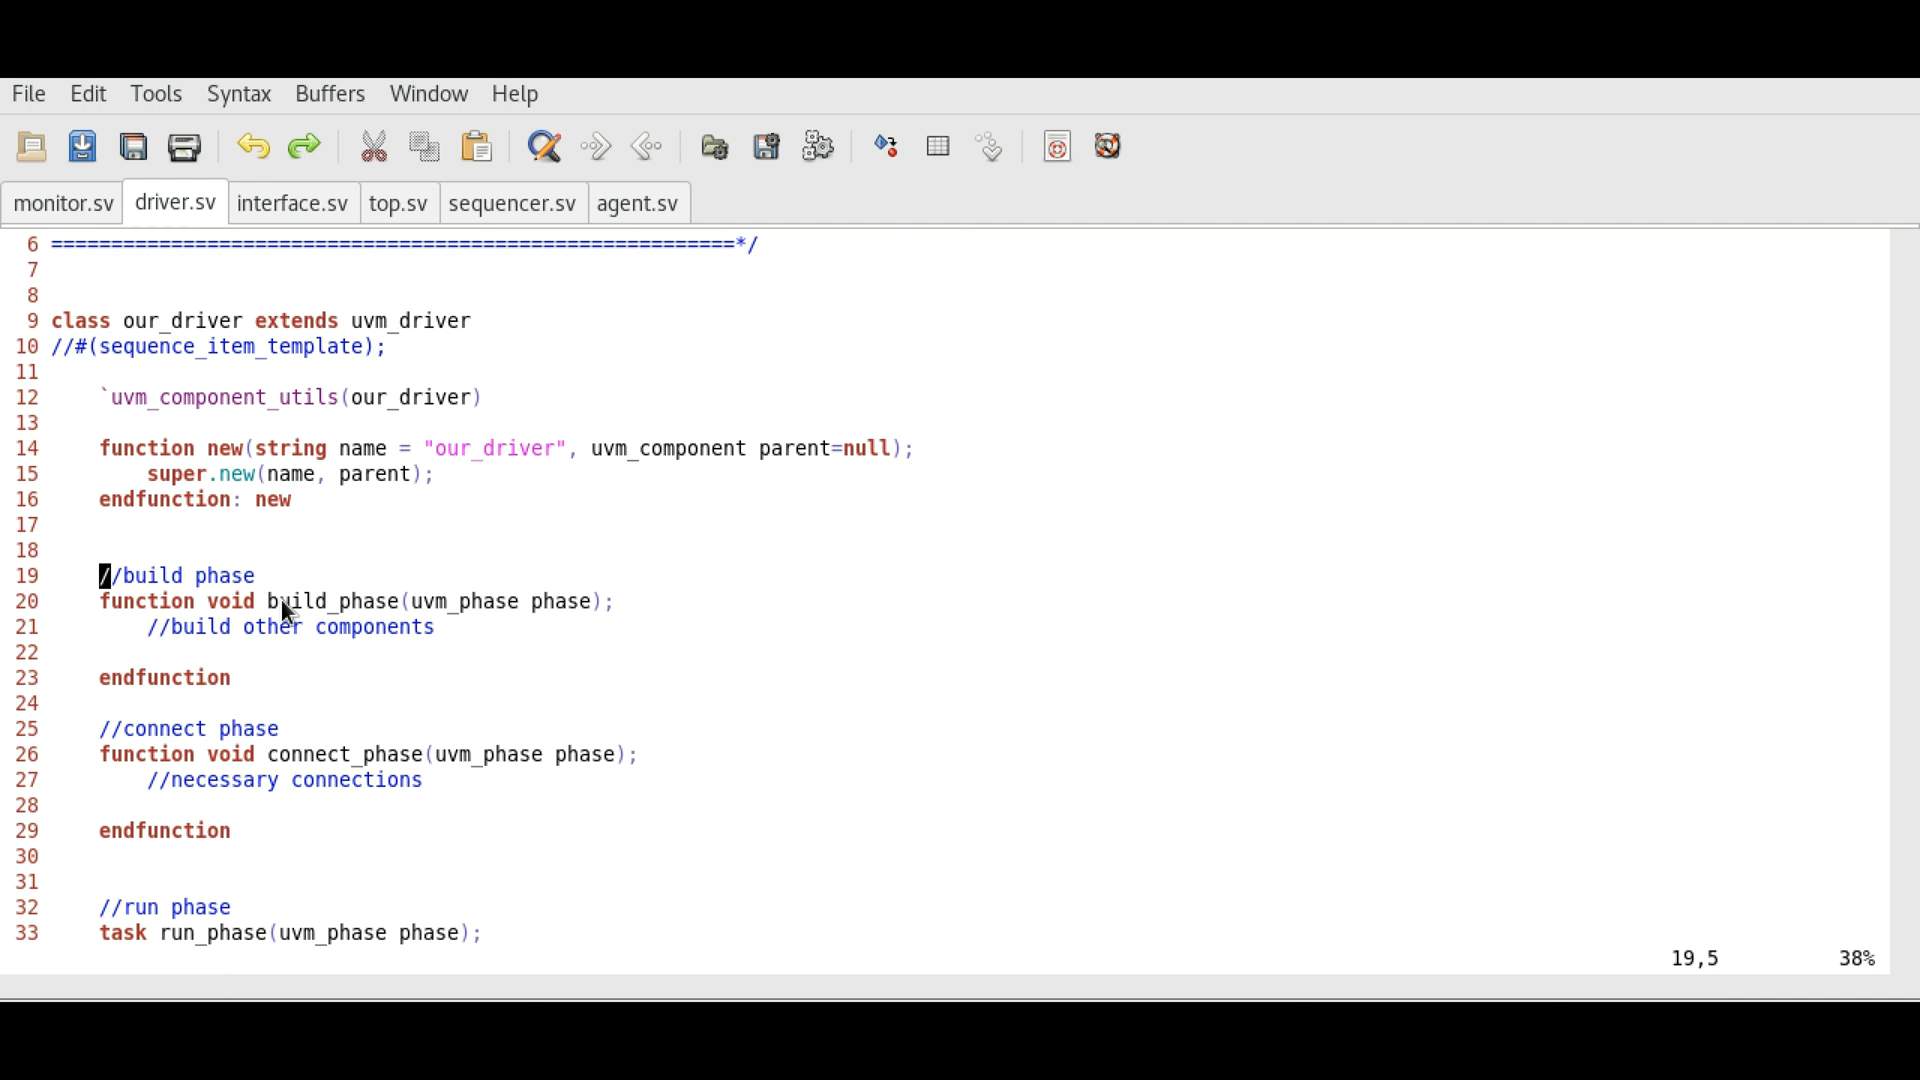 File Edit Tools Syntax Buffers Window Help
monitor.sv driver.sv interface.sv top.sv sequencer.sv agent.sv
6 =========================================================*/
7
8
9 class our_driver extends uvm_driver
10 //#(sequence_item_template);
11
12     `uvm_component_utils(our_driver)
13
14     function new(string name = "our_driver", uvm_component parent=null);
15         super.new(name, parent);
16     endfunction: new
17
18
19     //build phase
20     function void build_phase(uvm_phase phase);
21         //build other components
22
23     endfunction
24
25     //connect phase
26     function void connect_phase(uvm_phase phase);
27         //necessary connections
28
29     endfunction
30
31
32     //run phase
33     task run_phase(uvm_phase phase);
19,5 38%